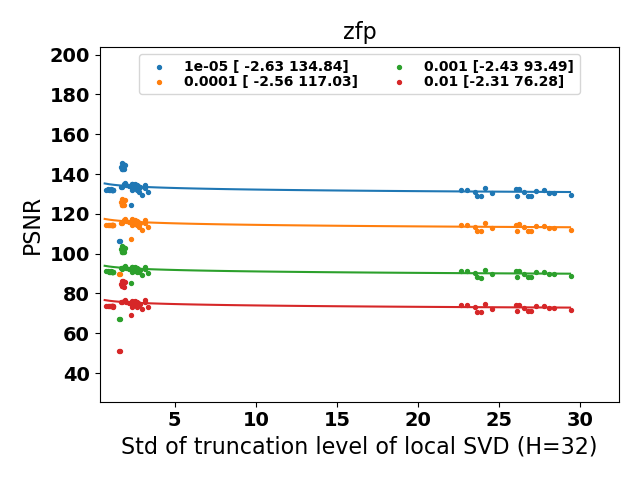 zfp
1e-05 [ -2.63 134.84]
0.0001 [ -2.56 117.03]
0.001 [-2.43 93.49]
0.01 [-2.31 76.28]
PSNR
200
180
160
140
120
100
80
60
40
5 10 15 20 25 30
Std of truncation level of local SVD (H=32)